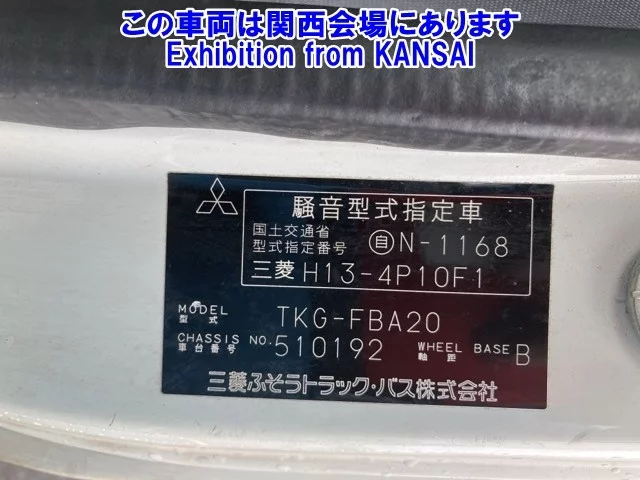 この車両は関西会場にあります
Exhibition from KANSAI
騒音型式指定車
国土交通省
型式指定番号 自 N-1168
三菱 H13-4P10F1
MODEL
型式 TKG-FBA20
CHASSIS NO.
車台番号 510192 WHEEL BASE
軸距 B
三菱ふそうトラック・バス株式会社